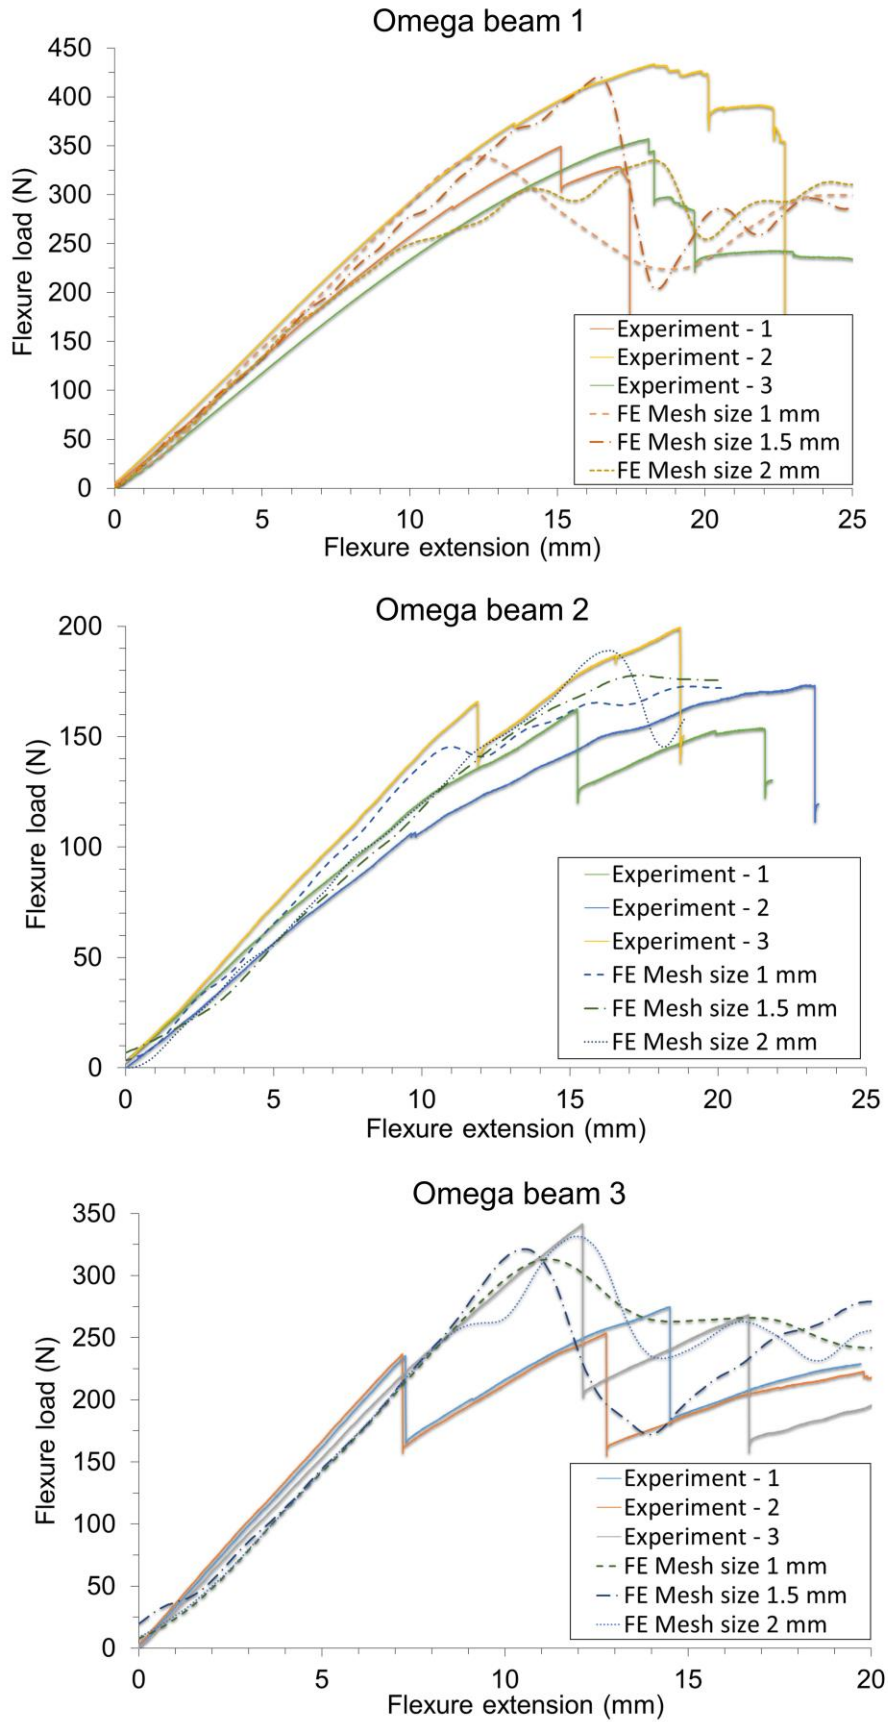 Omega beam 1
450
400
350
300
250
200
150
100
50
0
Flexure load (N)
Experiment - 1
Experiment - 2
Experiment - 3
FE Mesh size 1 mm
FE Mesh size 1.5 mm
FE Mesh size 2 mm
0 5 10 15 20 25
Flexure extension (mm)
Omega beam 2
200
150
100
50
0
Flexure load (N)
Experiment - 1
Experiment - 2
Experiment - 3
FE Mesh size 1 mm
FE Mesh size 1.5 mm
FE Mesh size 2 mm
0 5 10 15 20 25
Flexure extension (mm)
Omega beam 3
350
300
250
200
150
100
50
0
Flexure load (N)
Experiment - 1
Experiment - 2
Experiment - 3
FE Mesh size 1 mm
FE Mesh size 1.5 mm
FE Mesh size 2 mm
0 5 10 15 20
Flexure extension (mm)